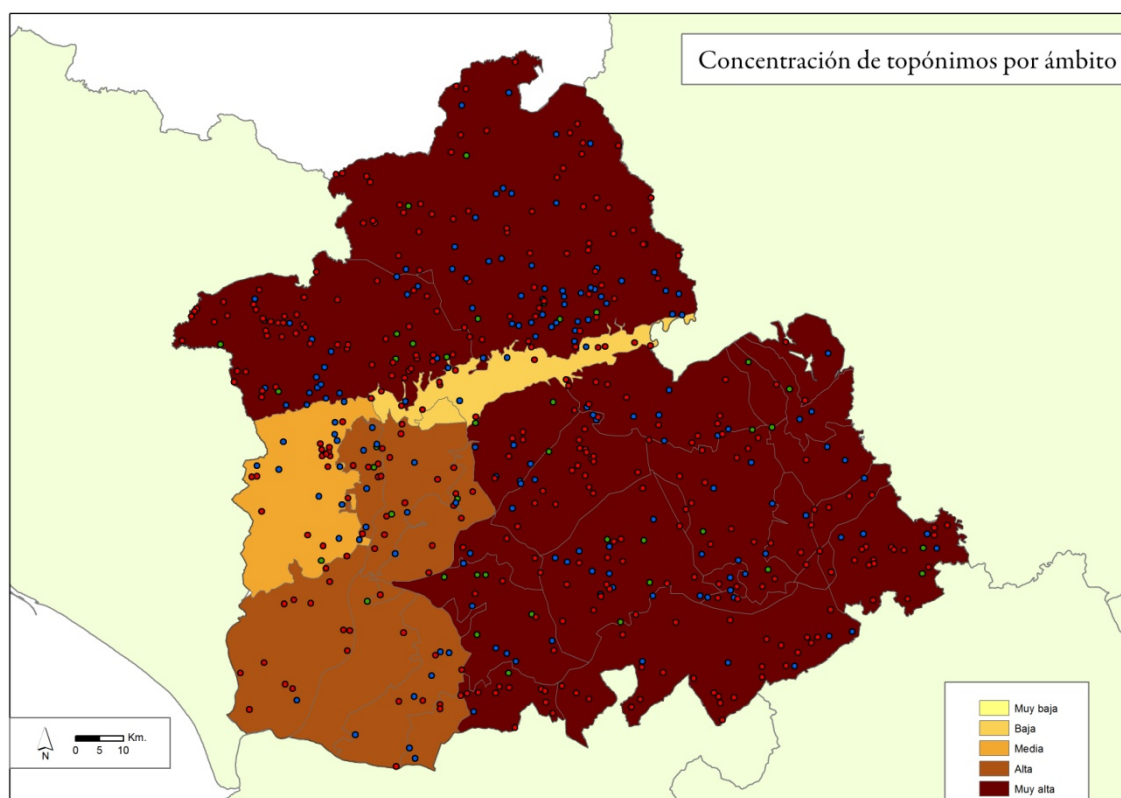 Concentración de topónimos por ámbito
Muy baja
Baja
Media
Alta
Muy alta
N
Km.
0 5 10